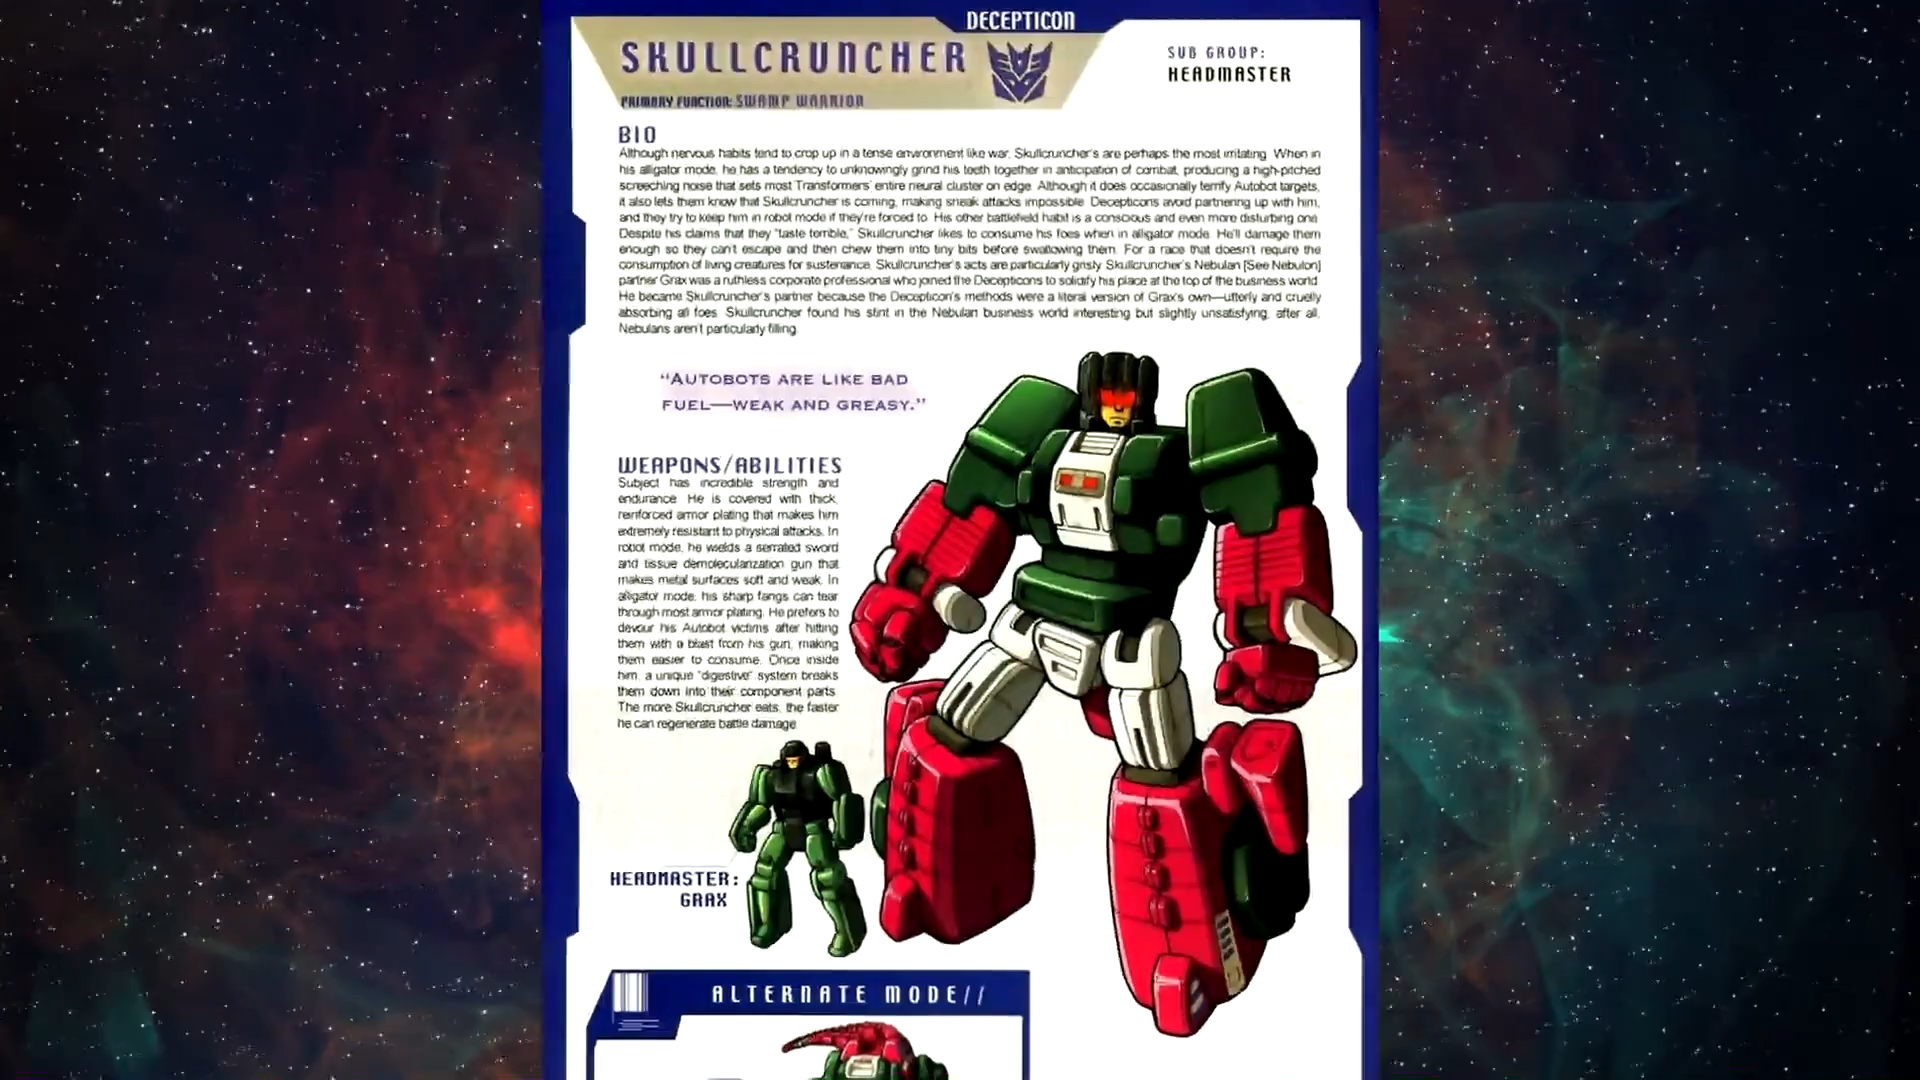 DECEPTICON
SKULLCRUNCHER
SUB GROUP:
HEADMASTER
PRIMARY FUNCTION: SWAMP WARRIOR
BIO
Although nervous habits tend to crop up in a tense environment like war, Skullcruncher's are perhaps the most irritating. When in
his alligator mode, he has a tendency to unknowingly grind his teeth together in anticipation of combat, producing a high-pitched
screeching noise that sets most Transformers' entire neural cluster on edge. Although it does occasionally terrify Autobot targets,
it also lets them know that Skullcruncher is coming, making sneak attacks impossible. Decepticons avoid partnering up with him,
and they try to keep him in robot mode if they're forced to. His other battlefield habit is a conscious and even more disturbing one.
Despite his claims that they "taste terrible," Skullcruncher likes to consume his foes when in alligator mode. He'll damage them
enough so they can't escape and then chew them into tiny bits before swallowing them. For a race that doesn't require the
consumption of living creatures for sustenance, Skullcruncher's acts are particularly grisly. Skullcruncher's Nebulan [See Nebulon]
partner Grax was a ruthless corporate professional who joined the Decepticons to solidify his place at the top of the business world.
He became Skullcruncher's partner because the Decepticon's methods were a literal version of Grax's own—utterly and cruelly
absorbing all foes. Skullcruncher found his stint in the Nebulan business world interesting but slightly unsatisfying, after all,
Nebulans aren't particularly filling.
"AUTOBOTS ARE LIKE BAD
FUEL—WEAK AND GREASY."
WEAPONS/ABILITIES
Subject has incredible strength and
endurance. He is covered with thick,
reinforced armor plating that makes him
extremely resistant to physical attacks. In
robot mode, he wields a serrated sword
and tissue demolecularization gun that
makes metal surfaces soft and weak. In
alligator mode, his sharp fangs can tear
through most armor plating. He prefers to
devour his Autobot victims after hitting
them with a blast from his gun, making
them easier to consume. Once inside
him, a unique "digestive" system breaks
them down into their component parts.
The more Skullcruncher eats, the faster
he can regenerate battle damage.
HEADMASTER:
GRAX
ALTERNATE MODE//